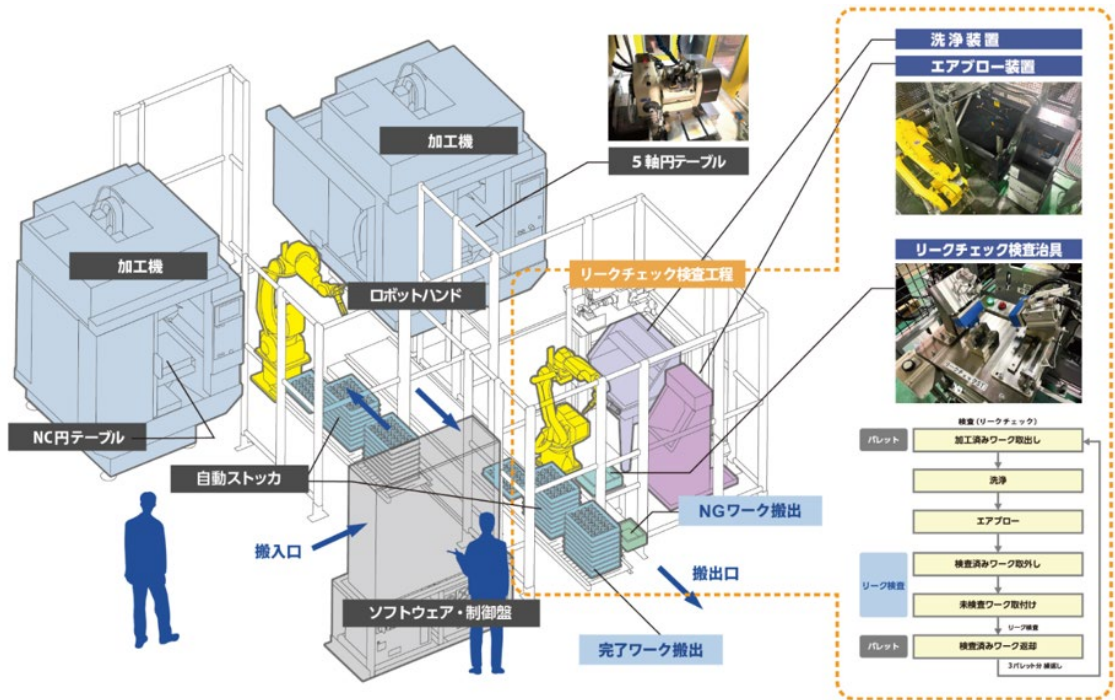 洗浄装置
エアブロー装置
加工機
5軸円テーブル
加工機
リークチェック検査治具
リークチェック検査工程
ロボットハンド
NC円テーブル
自動ストッカ
搬入口
NGワーク搬出
搬出口
ソフトウェア・制御盤
完了ワーク搬出
検査(リークチェック)
パレット
加工済みワーク取出し
洗浄
エアブロー
検査済みワーク取外し
リーク検査
未検査ワーク取付け
リーク検査
パレット
検査済みワーク返却
3パレット分 繰返し